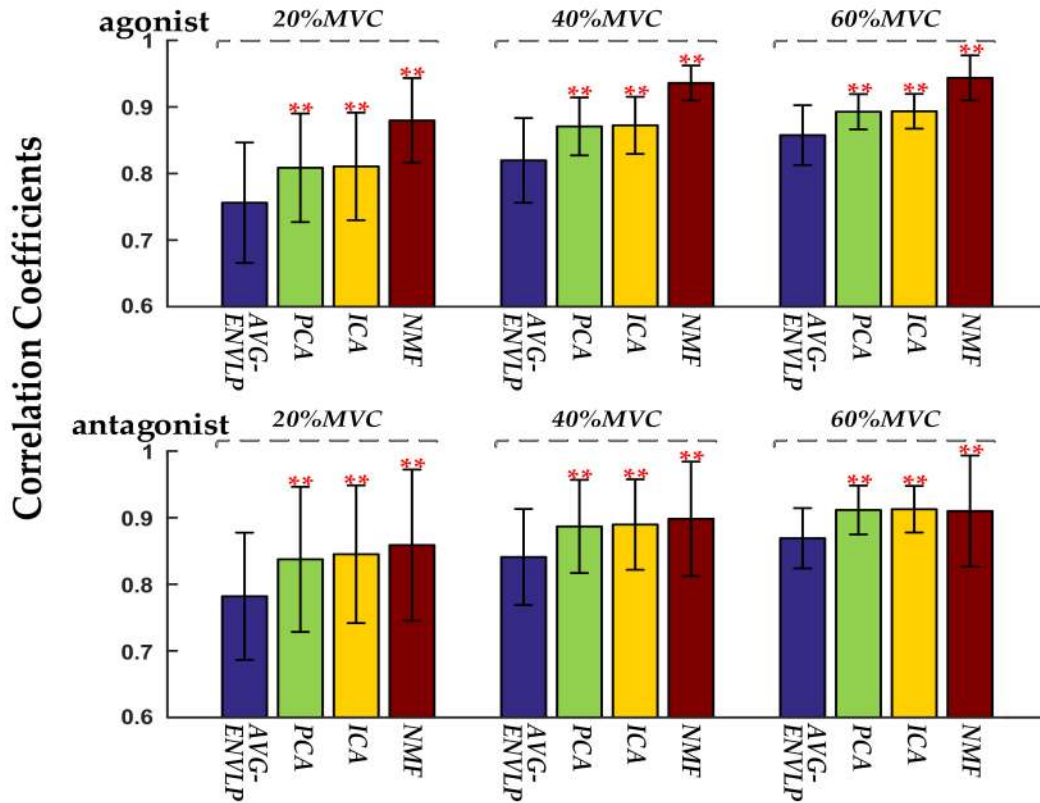 Correlation Coefficients
agonist
20%MVC
40%MVC
60%MVC
1
0.9
0.8
0.7
0.6
** ** **
** ** **
** ** **
AVG-
ENVLP
PCA
ICA
NMF
AVG-
ENVLP
PCA
ICA
NMF
AVG-
ENVLP
PCA
ICA
NMF
antagonist
20%MVC
40%MVC
60%MVC
1
0.9
0.8
0.7
0.6
** ** **
** ** **
** ** **
AVG-
ENVLP
PCA
ICA
NMF
AVG-
ENVLP
PCA
ICA
NMF
AVG-
ENVLP
PCA
ICA
NMF